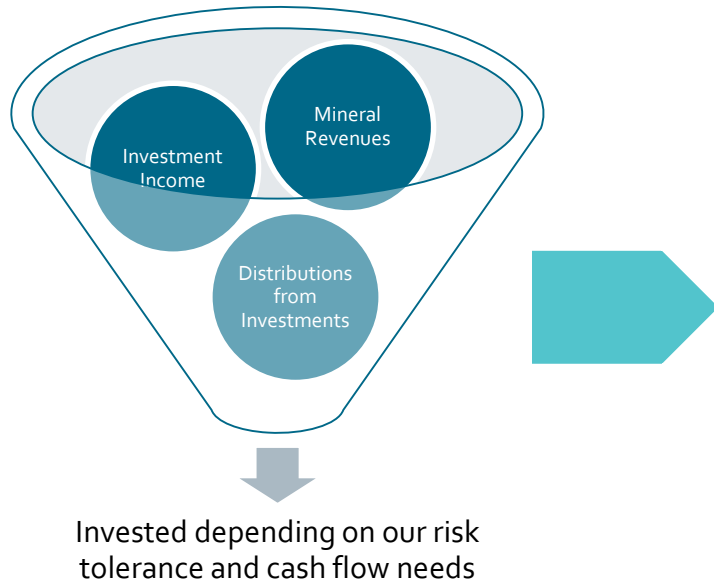 Mineral
Revenues
Investment
Income
Distributions
from
Investments
Invested depending on our risk
tolerance and cash flow needs